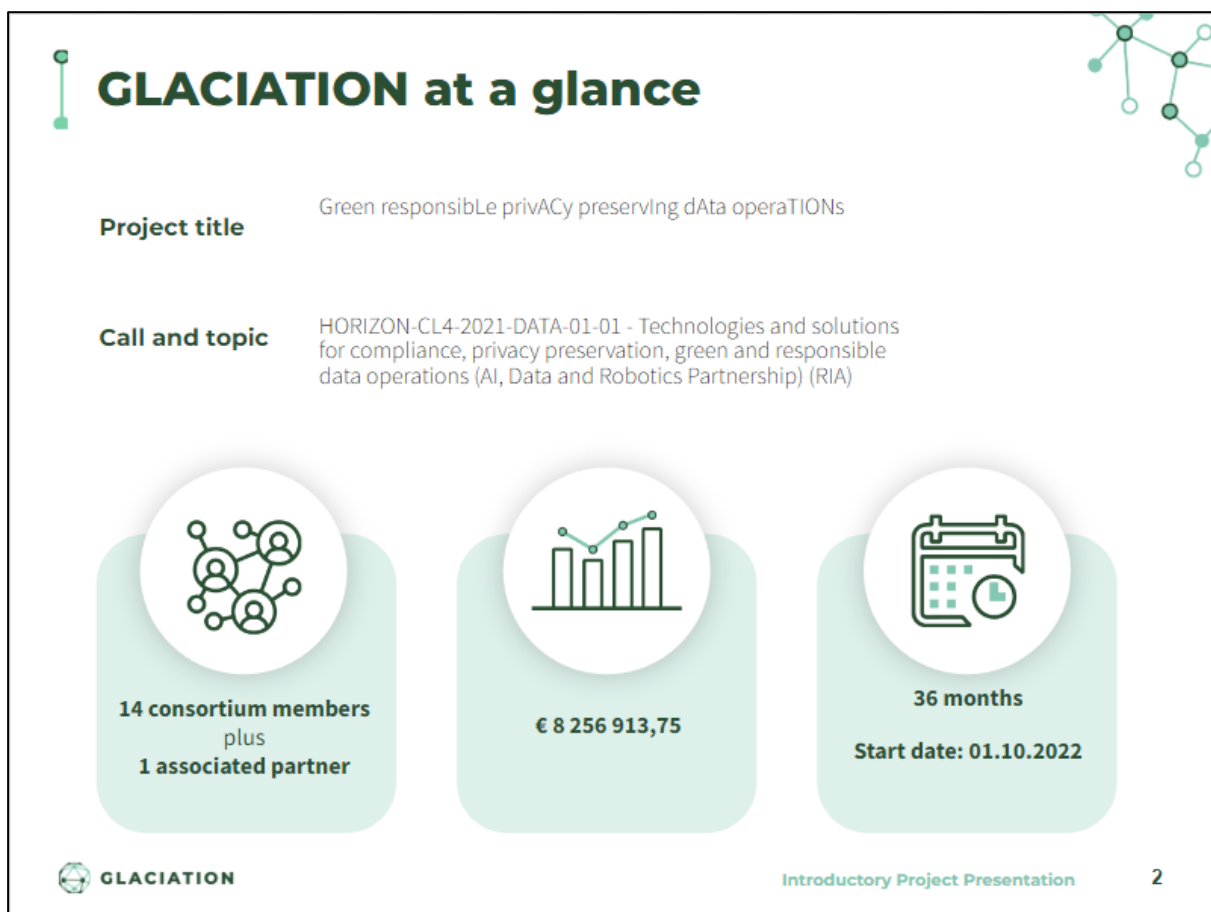 GLACIATION at a glance
Project title
Green responsibLe privACy preservIng dAta operaTIONs
Call and topic
HORIZON-CL4-2021-DATA-01-01 - Technologies and solutions
for compliance, privacy preservation, green and responsible
data operations (AI, Data and Robotics Partnership) (RIA)
14 consortium members
plus
1 associated partner
€ 8 256 913,75
36 months
Start date: 01.10.2022
GLACIATION
Introductory Project Presentation
2